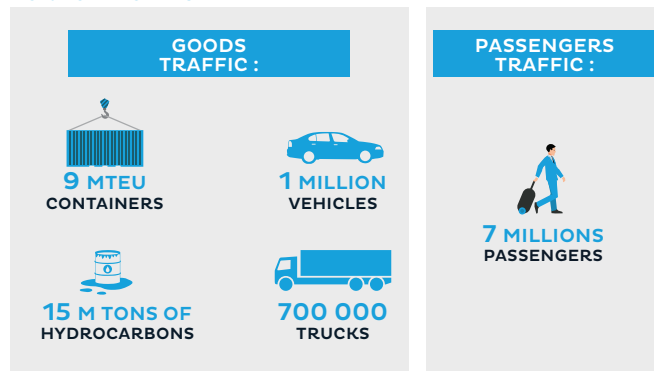 GOODS
TRAFFIC :
9 MTEU
CONTAINERS
1 MILLION
VEHICLES
15 M TONS OF
HYDROCARBONS
700 000
TRUCKS
PASSENGERS
TRAFFIC :
7 MILLIONS
PASSENGERS